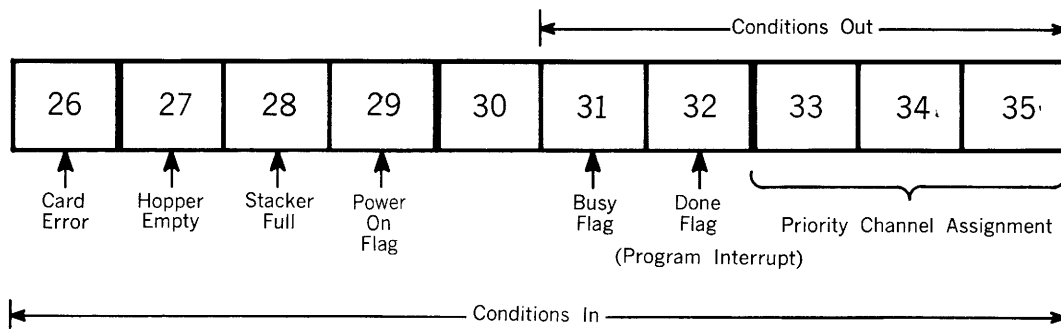 Conditions Out
26 27 28 29 30 31 32 33 34 35
Card Error
Hopper Empty
Stacker Full
Power On Flag
Busy Flag
Done Flag
(Program Interrupt)
Priority Channel Assignment
Conditions In